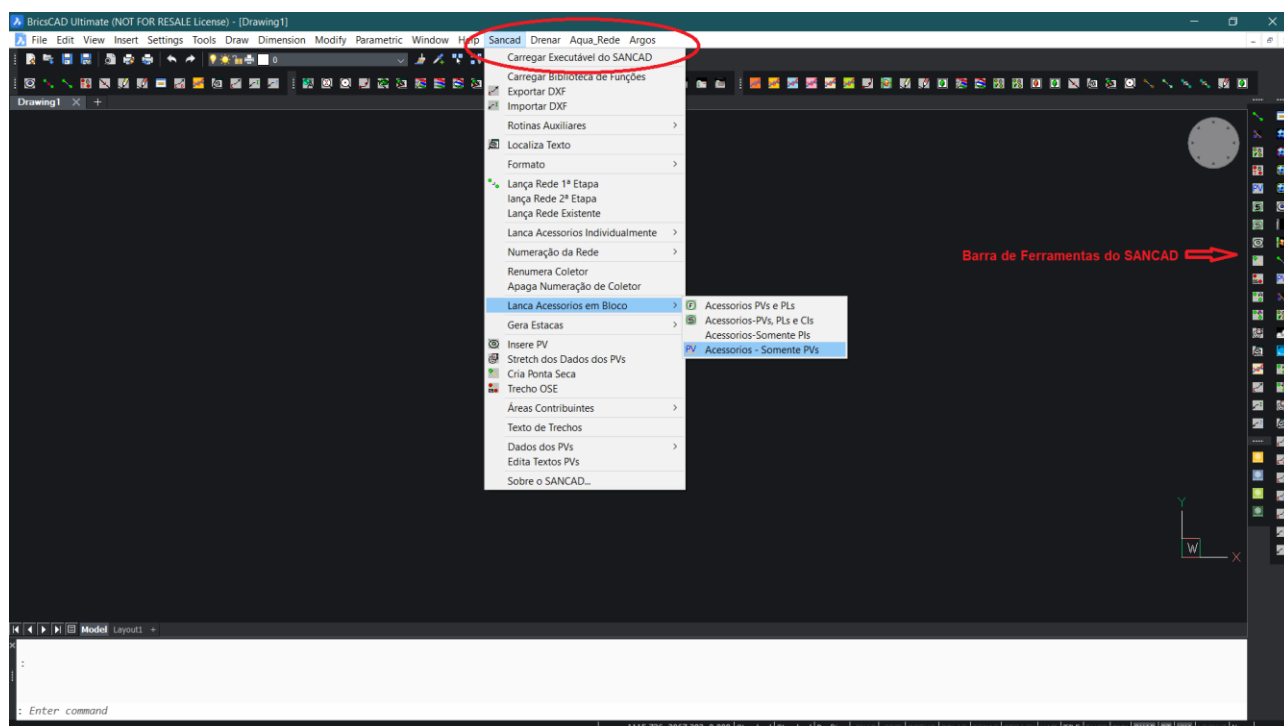 BricsCAD Ultimate (NOT FOR RESALE License) - [Drawing1]
File Edit View Insert Settings Tools Draw Dimension Modify Parametric Window Help Sancad Drenar Aqua_Rede Argos
0
Drawing1
Carregar Executável do SANCAD
Carregar Biblioteca de Funções
Exportar DXF
Importar DXF
Rotinas Auxiliares
Localiza Texto
Formato
Lança Rede 1ª Etapa
lança Rede 2ª Etapa
Lança Rede Existente
Lanca Acessorios Individualmente
Numeração da Rede
Renumera Coletor
Apaga Numeração de Coletor
Lanca Acessorios em Bloco
Gera Estacas
Insere PV
Stretch dos Dados dos PVs
Cria Ponta Seca
Trecho OSE
Áreas Contribuintes
Texto de Trechos
Dados dos PVs
Edita Textos PVs
Sobre o SANCAD...
Acessorios PVs e PLs
Acessorios-PVs, PLs e CIs
Acessorios-Somente PIs
PV Acessorios - Somente PVs
Barra de Ferramentas do SANCAD
PV
Y
W
X
Model Layout1 +
:
: Enter command